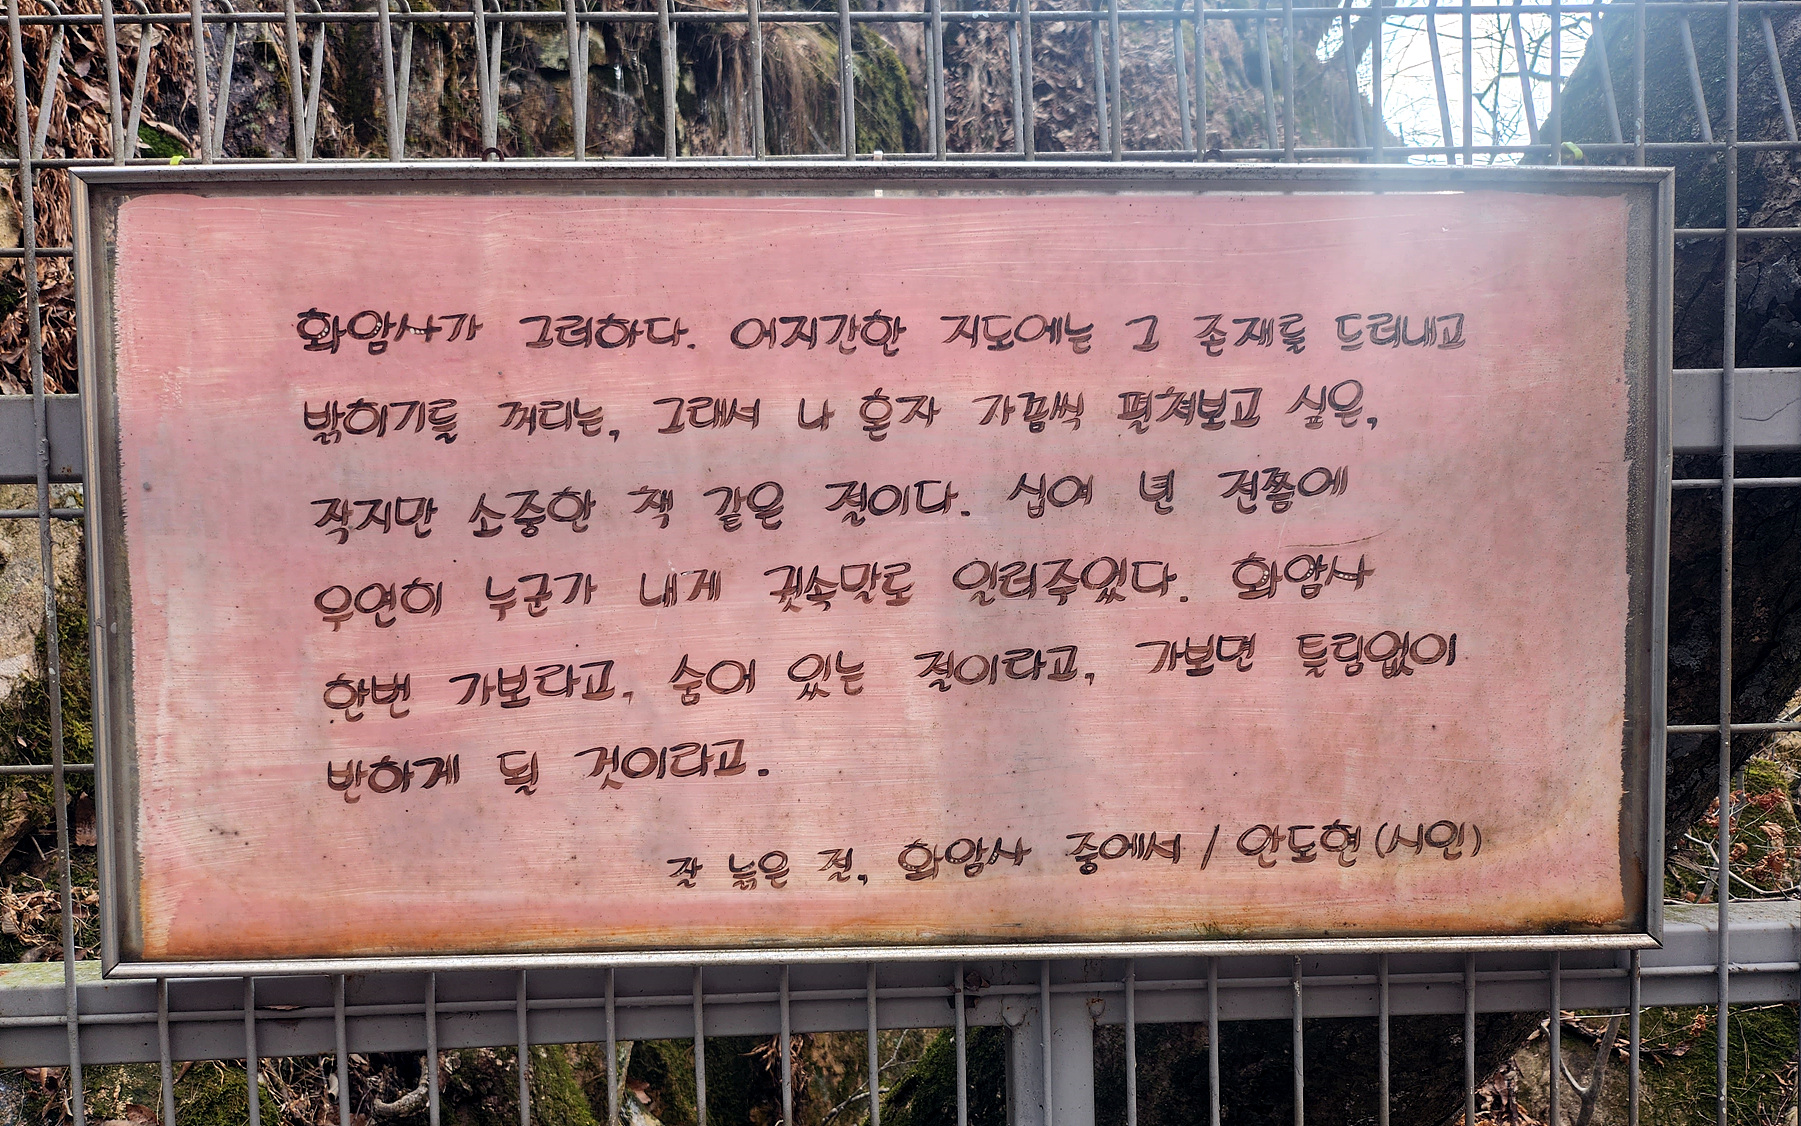 화암사가 그러하다. 어지간한 지도에는 그 존재를 드러내고
밝히기를 꺼리는, 그래서 나 혼자 가끔씩 펼쳐보고 싶은,
작지만 소중한 책 같은 절이다. 십여 년 전쯤에
우연히 누군가 내게 귓속말로 일러주었다. 화암사
한번 가보라고, 숨어 있는 절이라고, 가보면 틀림없이
반하게 될 것이라고.
잘 늙은 절, 화암사 중에서 / 안도현 (시인)